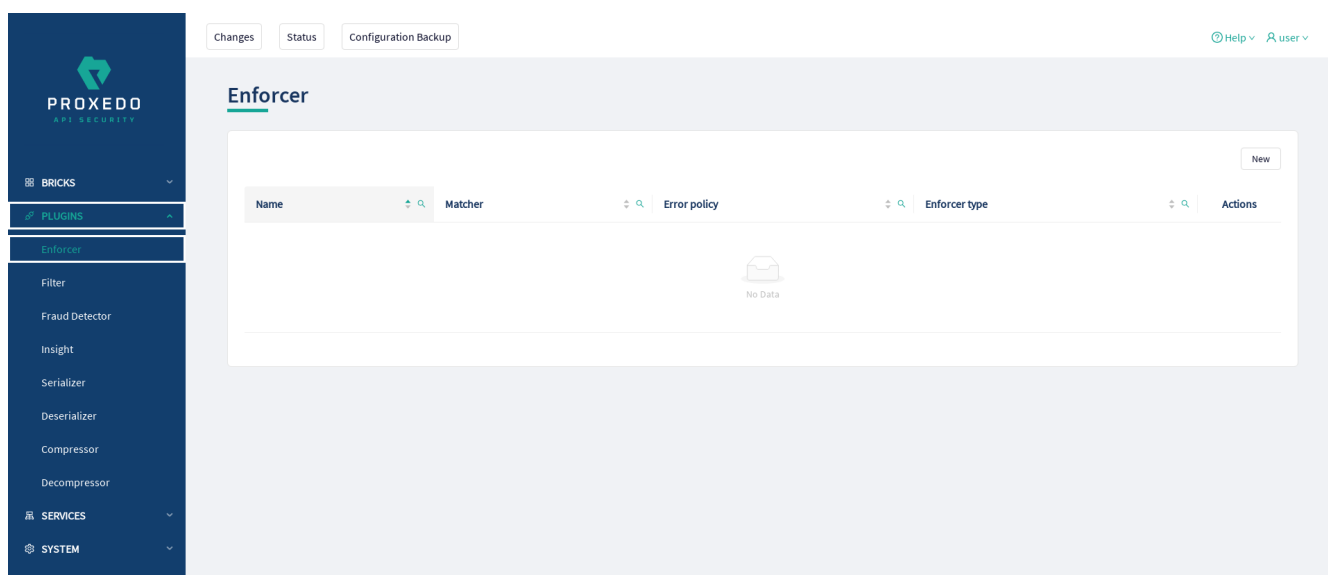 Changes Status Configuration Backup Help user
PROXEDO
API SECURITY
BRICKS
PLUGINS
Enforcer
Filter
Fraud Detector
Insight
Serializer
Deserializer
Compressor
Decompressor
SERVICES
SYSTEM
Enforcer
New
Name Matcher Error policy Enforcer type Actions
No Data